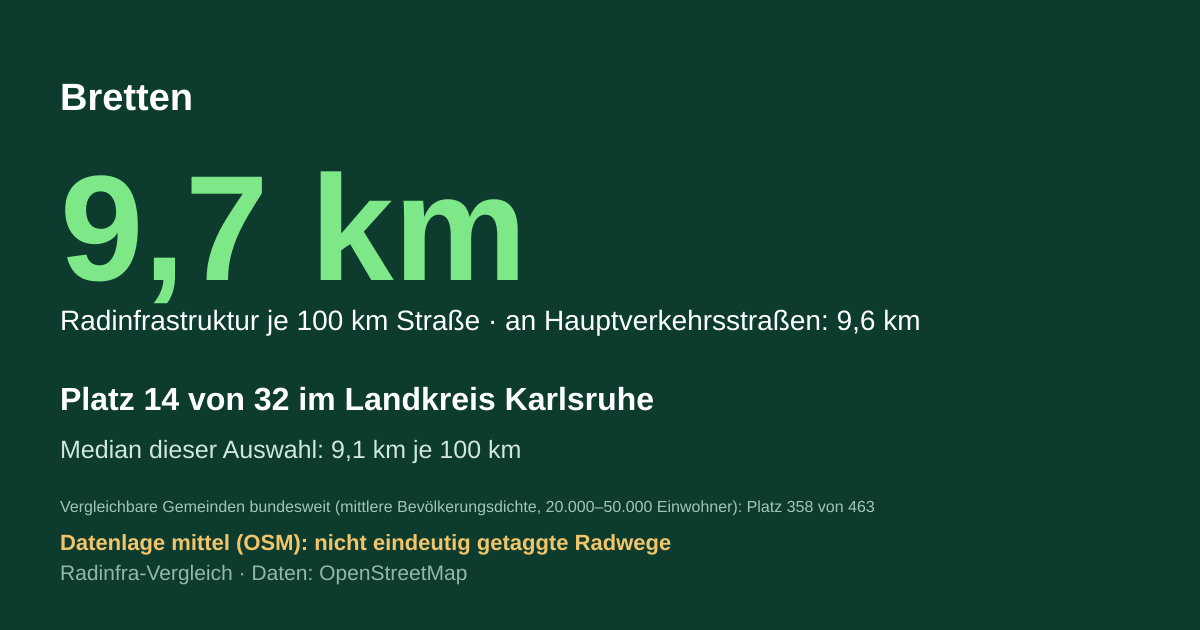 Bretten
9,7 km
Radinfrastruktur je 100 km Straße · an Hauptverkehrsstraßen: 9,6 km
Platz 14 von 32 im Landkreis Karlsruhe
Median dieser Auswahl: 9,1 km je 100 km
Vergleichbare Gemeinden bundesweit (mittlere Bevölkerungsdichte, 20.000–50.000 Einwohner): Platz 358 von 463
Datenlage mittel (OSM): nicht eindeutig getaggte Radwege
Radinfra-Vergleich · Daten: OpenStreetMap